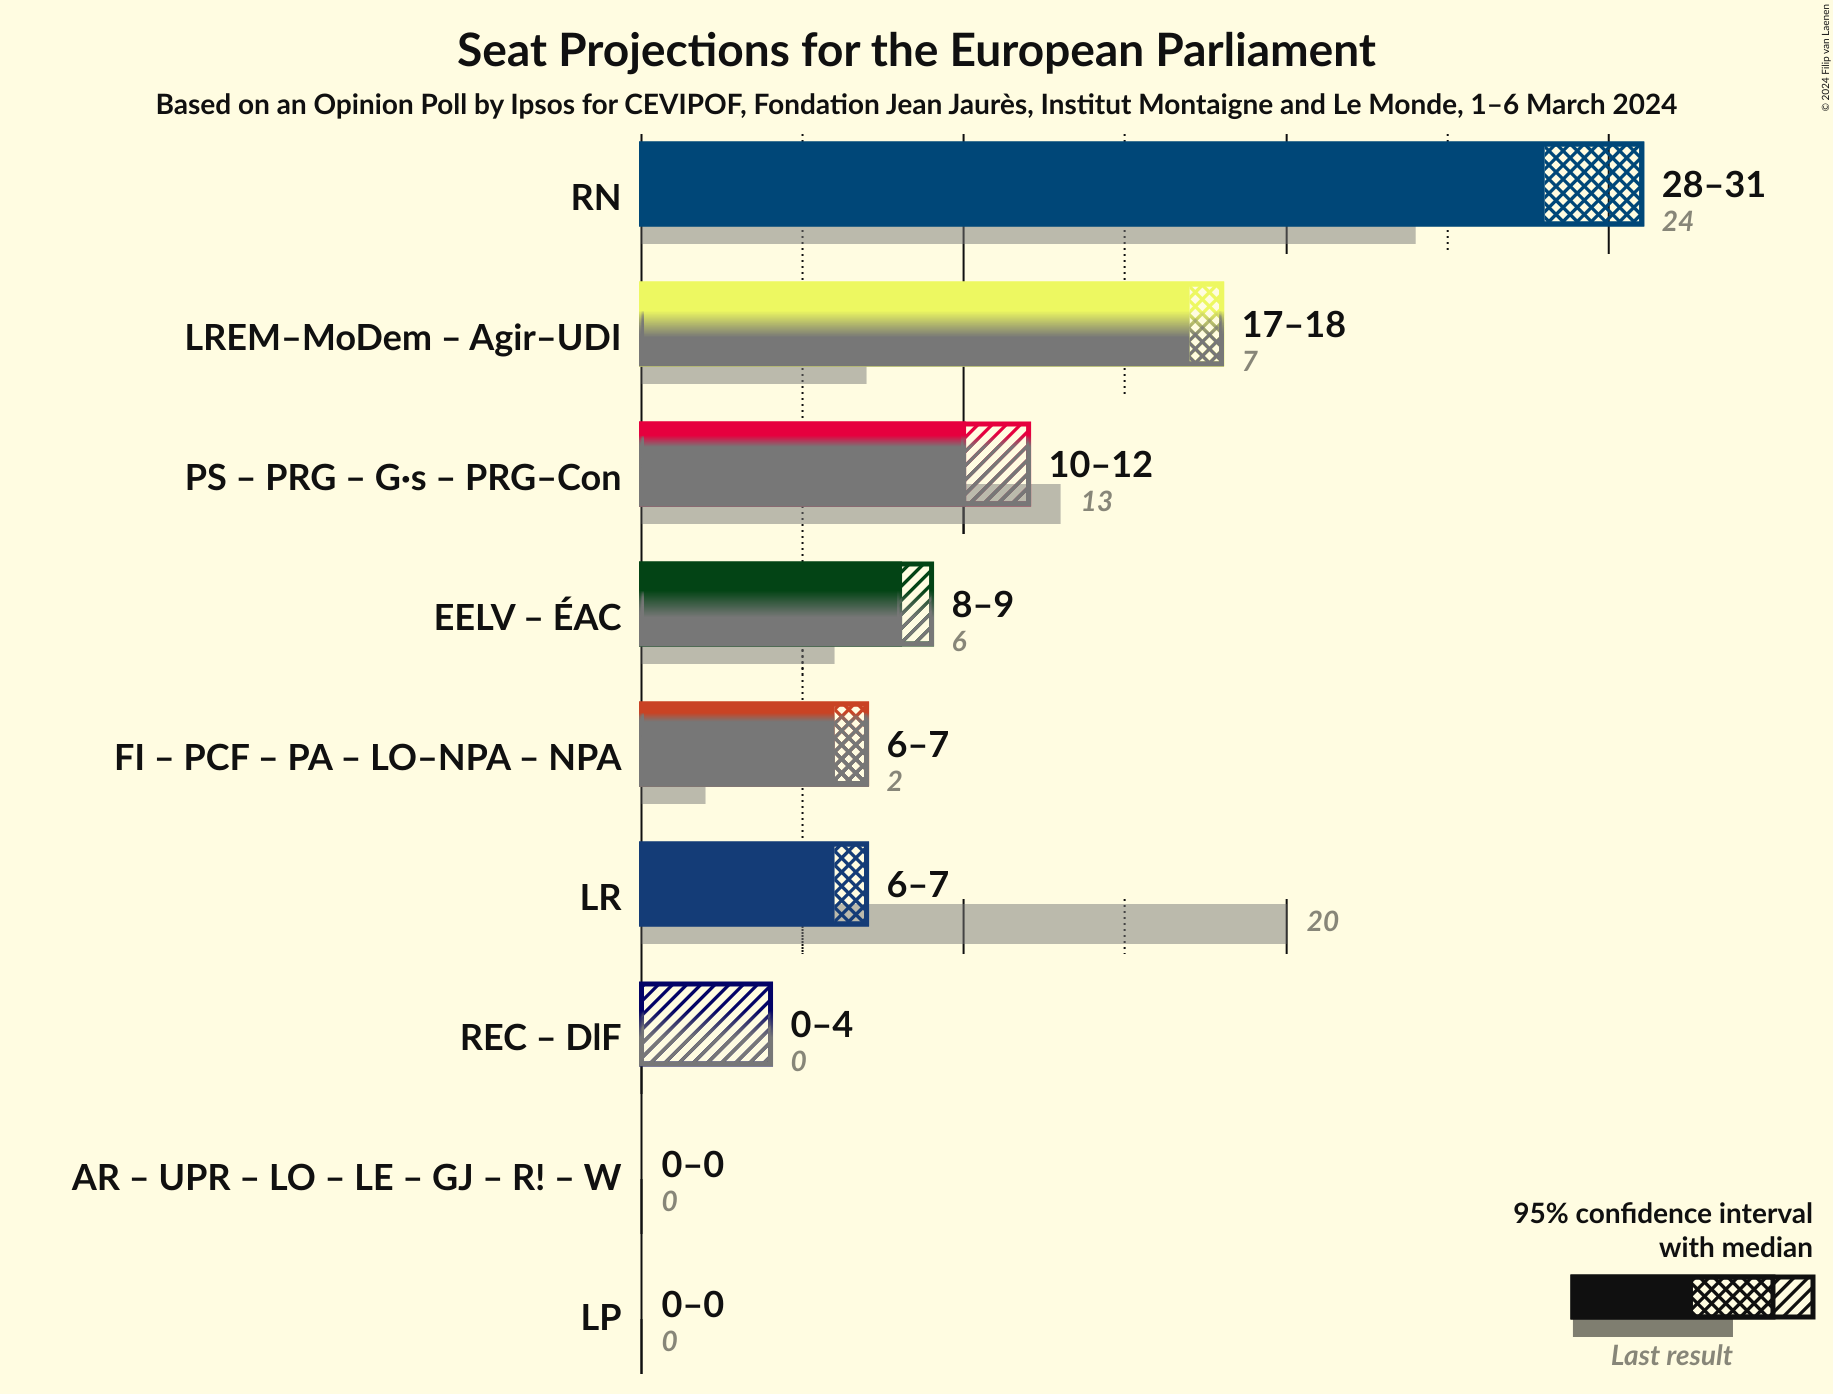 Seat Projections for the European Parliament
Based on an Opinion Poll by Ipsos for CEVIPOF, Fondation Jean Jaurès, Institut Montaigne and Le Monde, 1–6 March 2024
© 2024 Filip van Laenen
RN
28–31
24
LREM–MoDem – Agir–UDI
17–18
7
PS – PRG – G·s – PRG–Con
10–12
13
EELV – ÉAC
8–9
6
FI – PCF – PA – LO–NPA – NPA
6–7
2
LR
6–7
20
REC – DlF
0–4
0
AR – UPR – LO – LE – GJ – R! – W
0–0
0
LP
0–0
0
95% confidence interval
with median
Last result